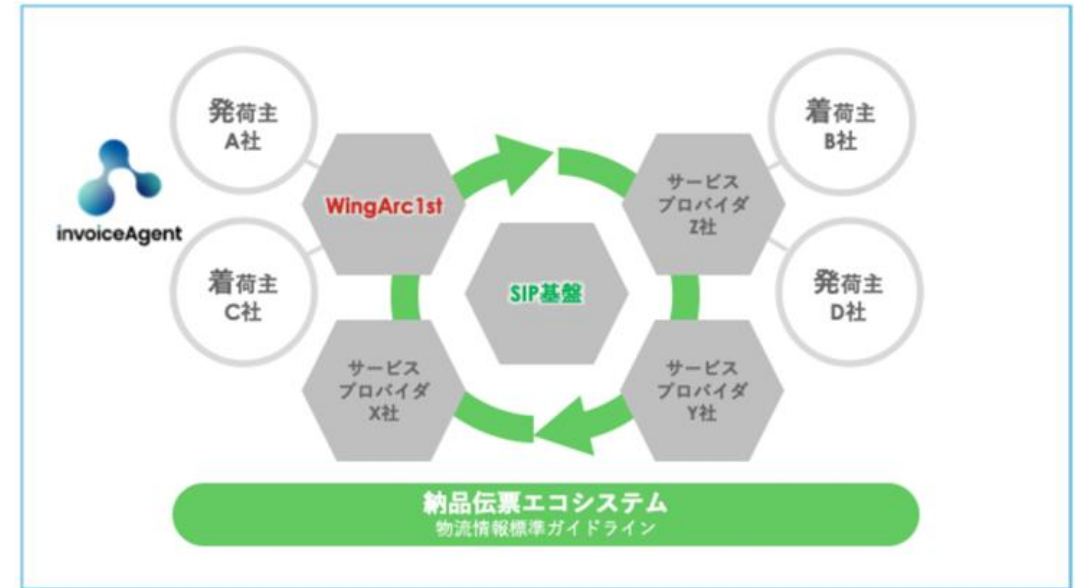 発荷主
A社
着荷主
B社
invoiceAgent
WingArc1st
サービス
プロバイダ
Z社
着荷主
C社
SIP基盤
発荷主
D社
サービス
プロバイダ
X社
サービス
プロバイダ
Y社
納品伝票エコシステム
物流情報標準ガイドライン